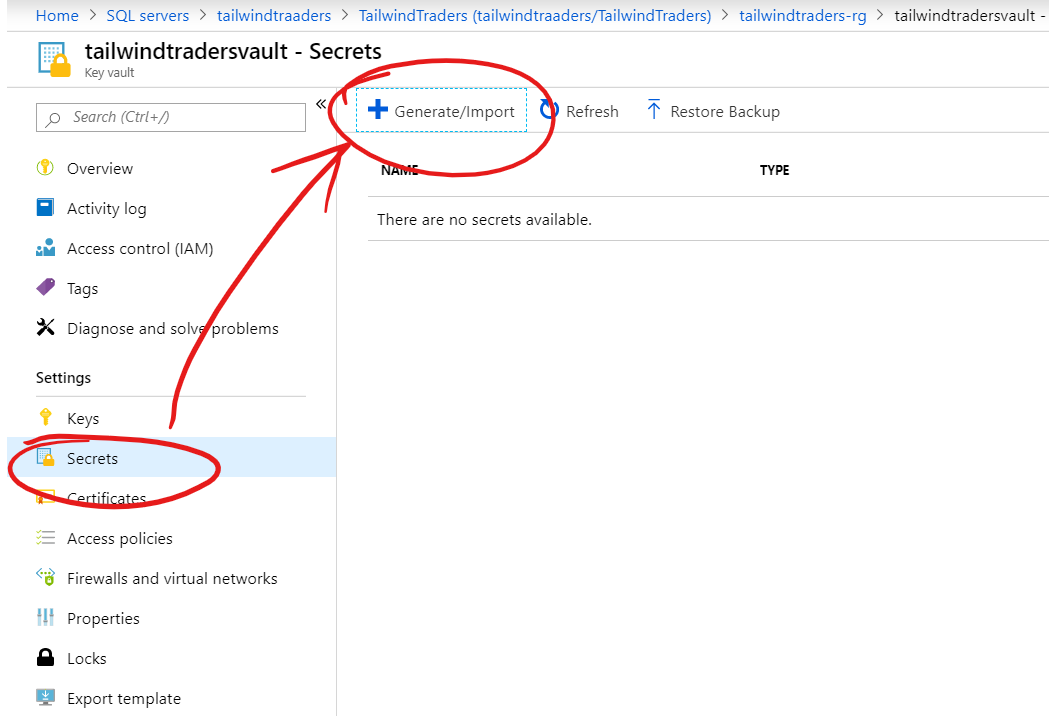 Home > SQL servers > tailwindtraaders > TailwindTraders (tailwindtraaders/TailwindTraders) > tailwindtraders-rg > tailwindtradersvault -
tailwindtradersvault - Secrets
Key vault
Search (Ctrl+/)
«
Generate/Import
Refresh
Restore Backup
Overview
Activity log
Access control (IAM)
Tags
Diagnose and solve problems
Settings
Keys
Secrets
Certificates
Access policies
Firewalls and virtual networks
Properties
Locks
Export template
NAME TYPE
There are no secrets available.